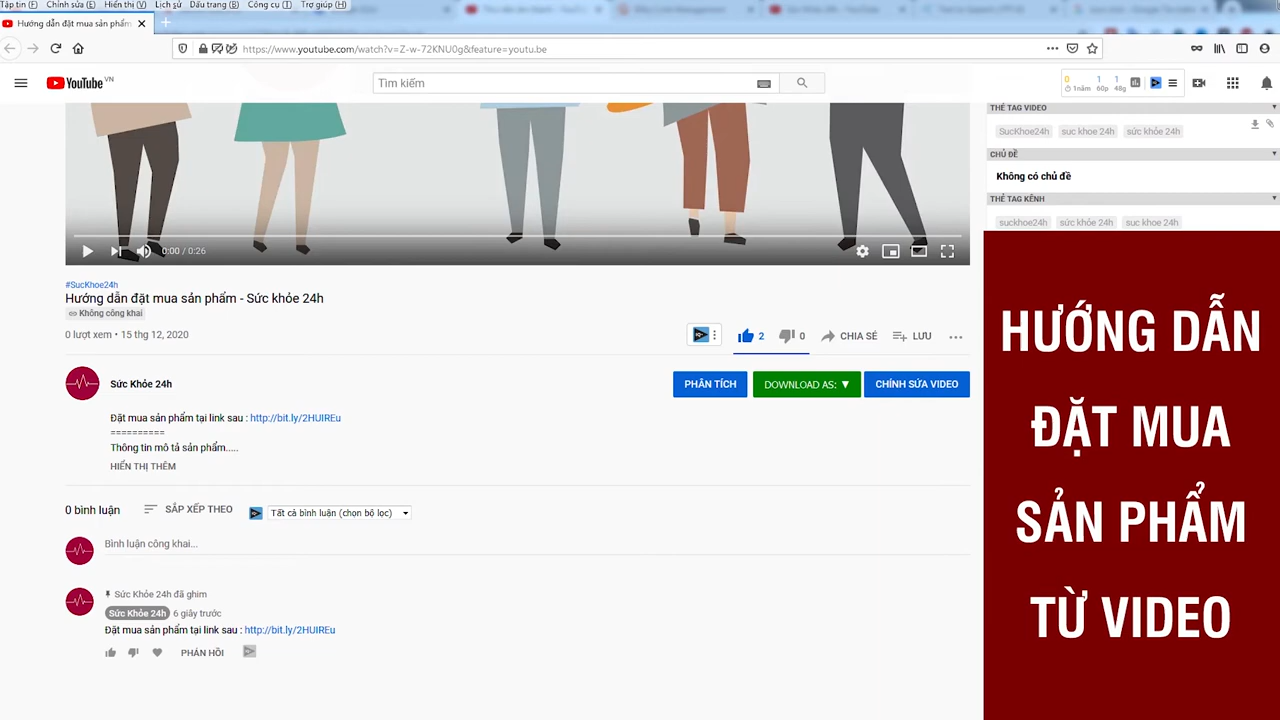 Tập tin (F) Chỉnh sửa (E) Hiển thị (V) Lịch sử Dấu trang (B) Công cụ (T) Trợ giúp (H)
Hướng dẫn đặt mua sản phẩm
https://www.youtube.com/watch?v=Z-w-72KNU0g&feature=youtu.be
YouTube VN
Tìm kiếm
0 1 1
1năm 60p 48g
THẺ TAG VIDEO
SucKhoe24h suc khoe 24h sức khỏe 24h
CHỦ ĐỀ
Không có chủ đề
THẺ TAG KÊNH
suckhoe24h sức khỏe 24h suc khoe 24h
0:00 / 0:26
#SucKhoe24h
Hướng dẫn đặt mua sản phẩm - Sức khỏe 24h
Không công khai
0 lượt xem • 15 thg 12, 2020
2 0 CHIA SẺ LƯU
Sức Khỏe 24h
PHÂN TÍCH DOWNLOAD AS: ▼ CHỈNH SỬA VIDEO
Đặt mua sản phẩm tại link sau : http://bit.ly/2HUIREu
==========
Thông tin mô tả sản phẩm.....
HIỂN THỊ THÊM
0 bình luận SẮP XẾP THEO Tất cả bình luận (chọn bộ lọc)
Bình luận công khai...
Sức Khỏe 24h đã ghim
Sức Khỏe 24h 6 giây trước
Đặt mua sản phẩm tại link sau : http://bit.ly/2HUIREu
PHẢN HỒI
HƯỚNG DẪN
ĐẶT MUA
SẢN PHẨM
TỪ VIDEO